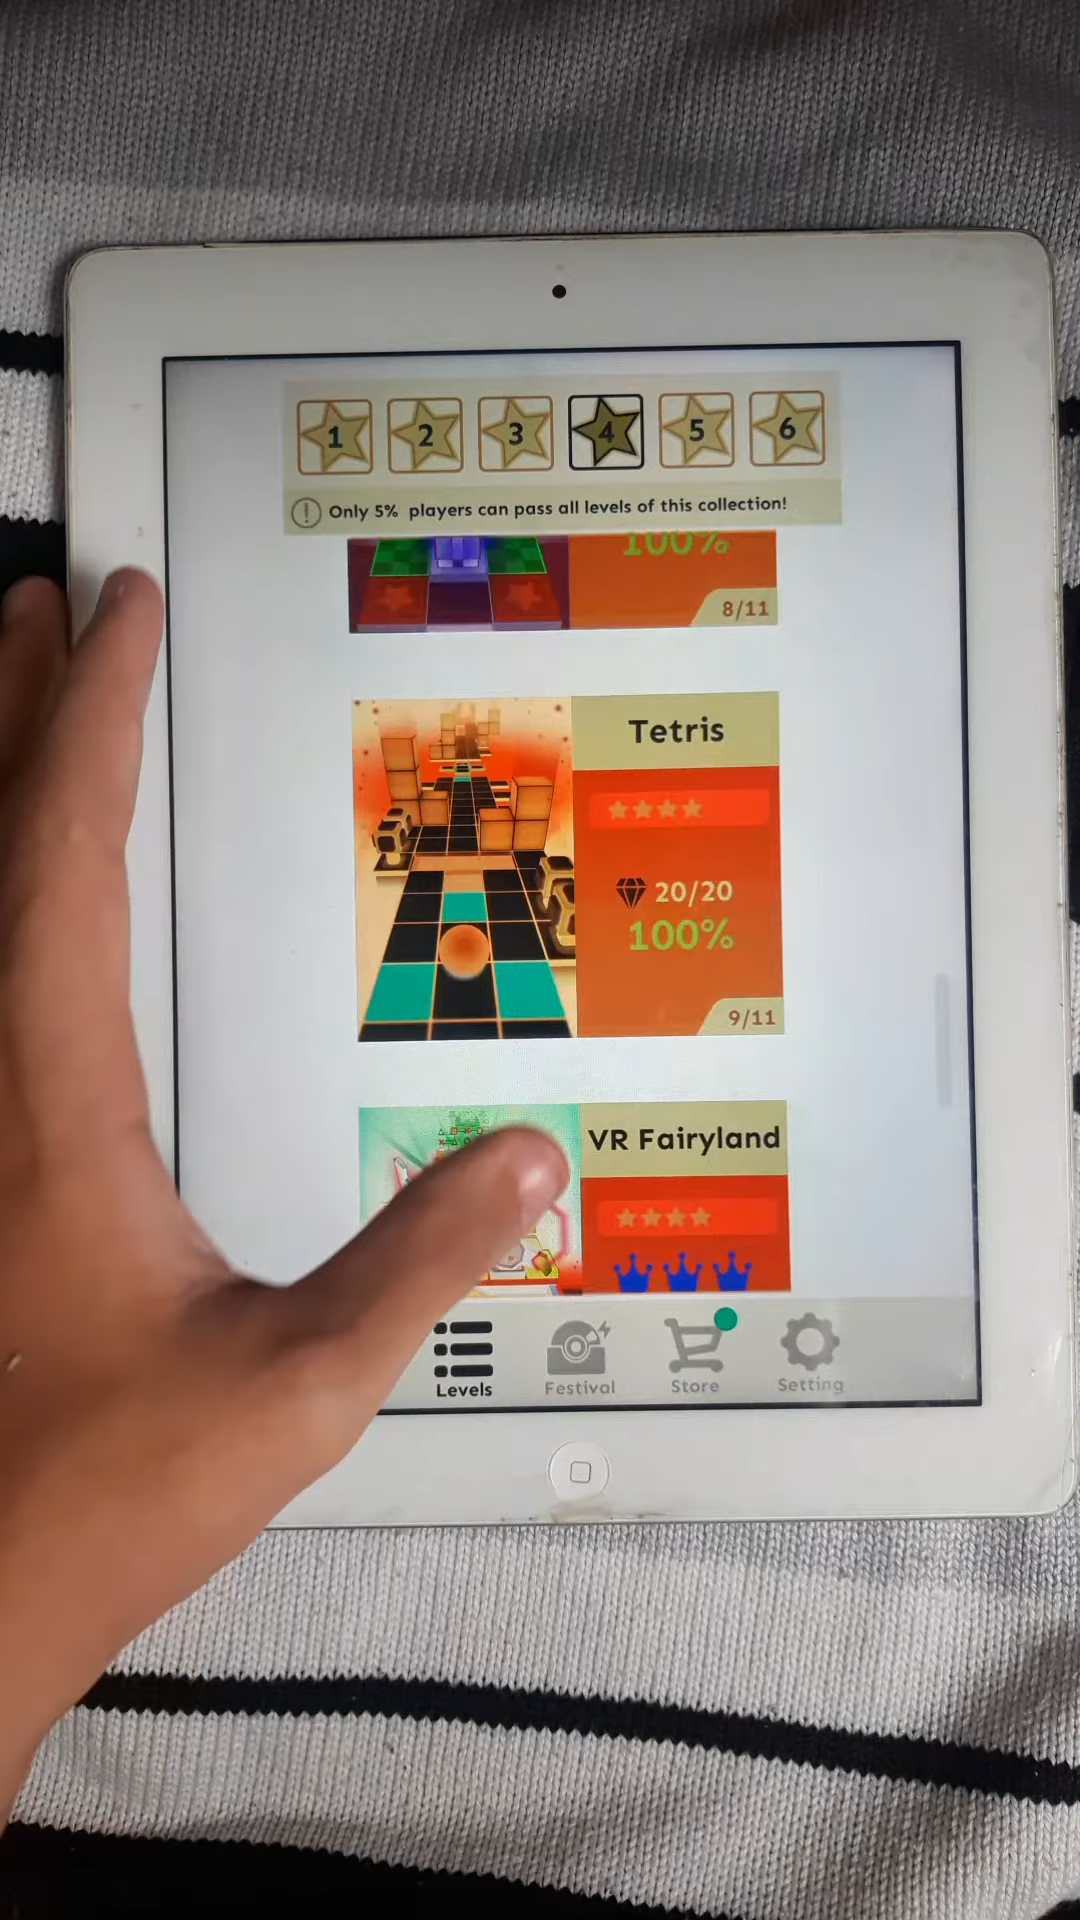 1 2 3 4 5 6
! Only 5% players can pass all levels of this collection!
100%
8/11
Tetris
20/20
100%
9/11
VR Fairyland
Levels Festival Store Setting